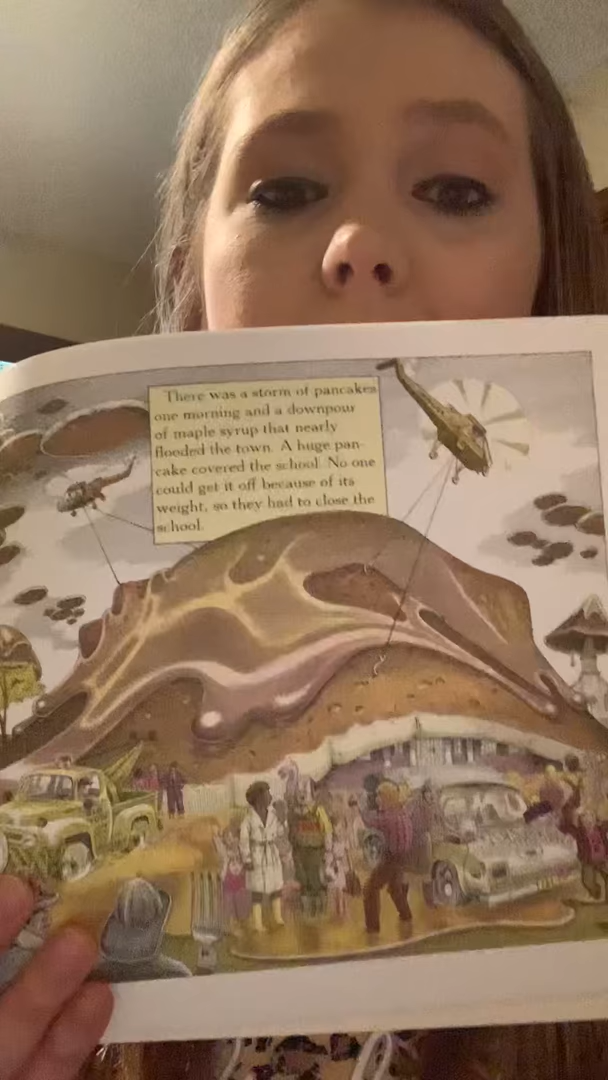 There was a storm of pancakes
one morning and a downpour
of maple syrup that nearly
flooded the town. A huge pan-
cake covered the school. No one
could get it off because of its
weight, so they had to close the
school.